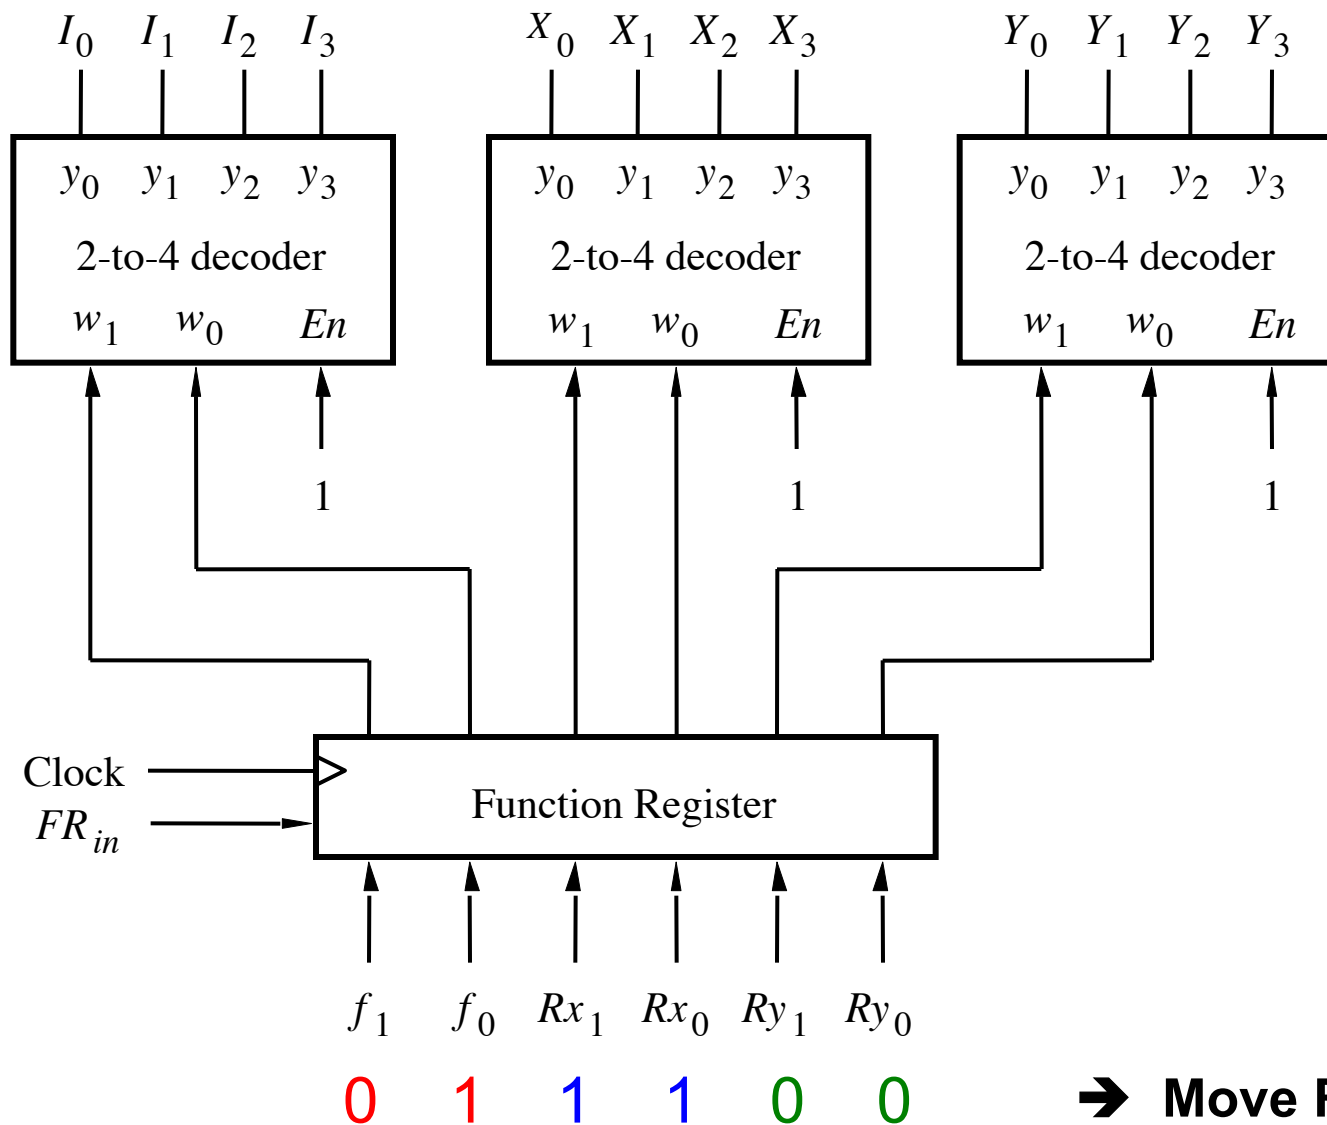 I0 I1 I2 I3 X0 X1 X2 X3 Y0 Y1 Y2 Y3
y0 y1 y2 y3 y0 y1 y2 y3 y0 y1 y2 y3
2-to-4 decoder 2-to-4 decoder 2-to-4 decoder
w1 w0 En w1 w0 En w1 w0 En
1 1 1
Clock
Function Register
FRin
f1 f0 Rx1 Rx0 Ry1 Ry0
0 1 1 1 0 0 ➔ Move